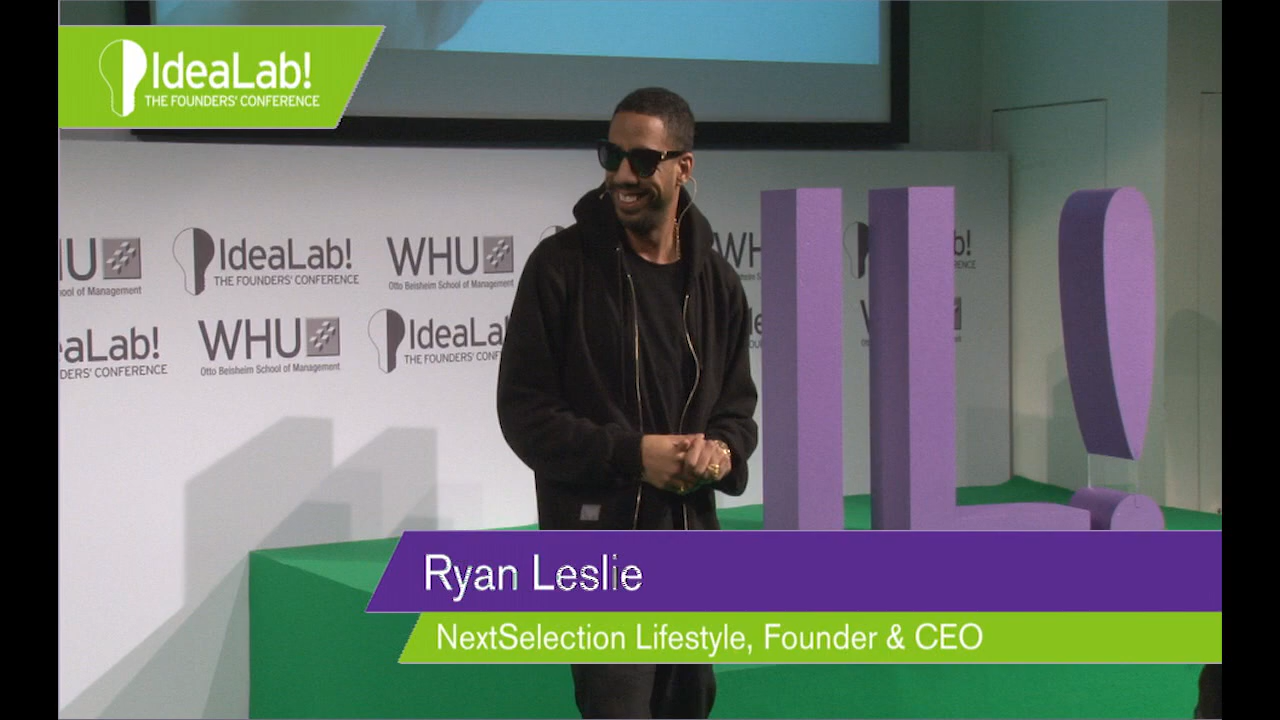 IdeaLab!
THE FOUNDERS' CONFERENCE
WHU
Otto Beisheim School of Management
IdeaLab!
THE FOUNDERS' CONFERENCE
IL!
Ryan Leslie
NextSelection Lifestyle, Founder & CEO
IdeaLab!
THE FOUNDERS' CONFERENCE
WHU
Otto Beisheim School of Management